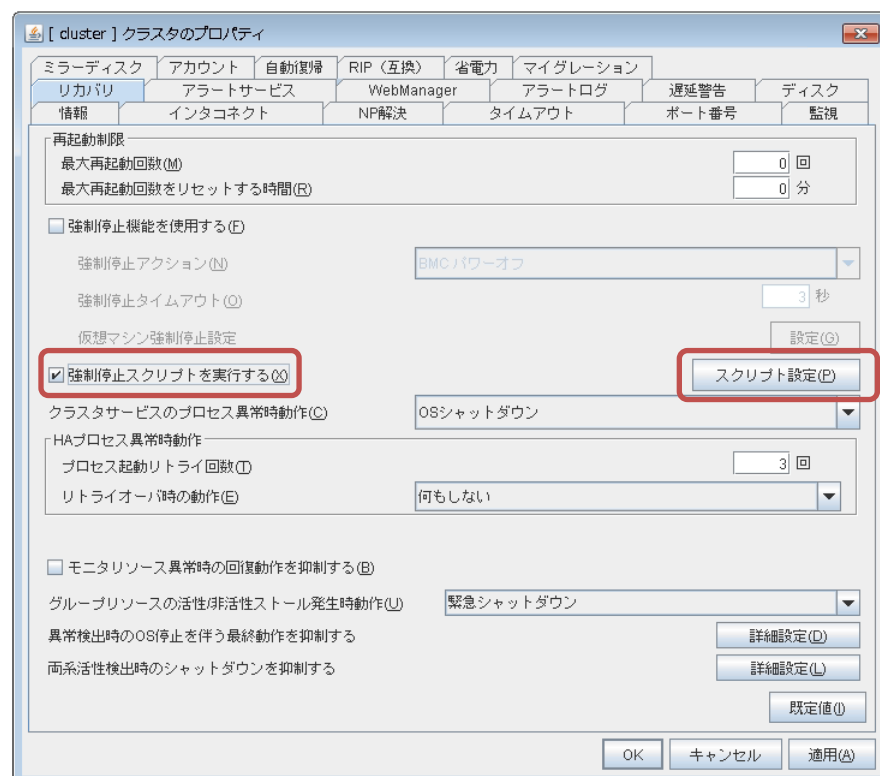 [ cluster ] クラスタのプロパティ
ミラーディスク アカウント 自動復帰 RIP（互換） 省電力 マイグレーション
リカバリ アラートサービス WebManager アラートログ 遅延警告 ディスク
情報 インタコネクト NP解決 タイムアウト ポート番号 監視
再起動制限
最大再起動回数(M) 0 回
最大再起動回数をリセットする時間(R) 0 分
強制停止機能を使用する(F)
強制停止アクション(N) BMC パワーオフ
強制停止タイムアウト(O) 3 秒
仮想マシン強制停止設定 設定(G)
強制停止スクリプトを実行する(X) スクリプト設定(P)
クラスタサービスのプロセス異常時動作(C) OSシャットダウン
HAプロセス異常時動作
プロセス起動リトライ回数(T) 3 回
リトライオーバ時の動作(E) 何もしない
モニタリソース異常時の回復動作を抑制する(B)
グループリソースの活性/非活性ストール発生時動作(U) 緊急シャットダウン
異常検出時のOS停止を伴う最終動作を抑制する 詳細設定(D)
両系活性検出時のシャットダウンを抑制する 詳細設定(L)
既定値(I)
OK キャンセル 適用(A)